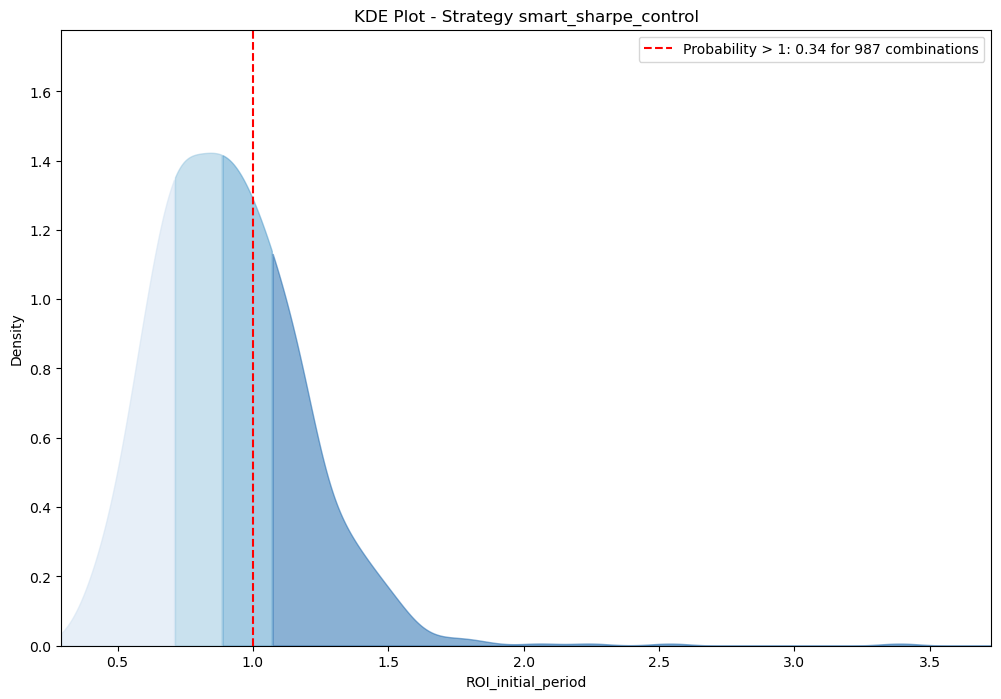 KDE Plot - Strategy smart_sharpe_control
Probability > 1: 0.34 for 987 combinations
Density
1.6
1.4
1.2
1.0
0.8
0.6
0.4
0.2
0.0
0.5 1.0 1.5 2.0 2.5 3.0 3.5
ROI_initial_period